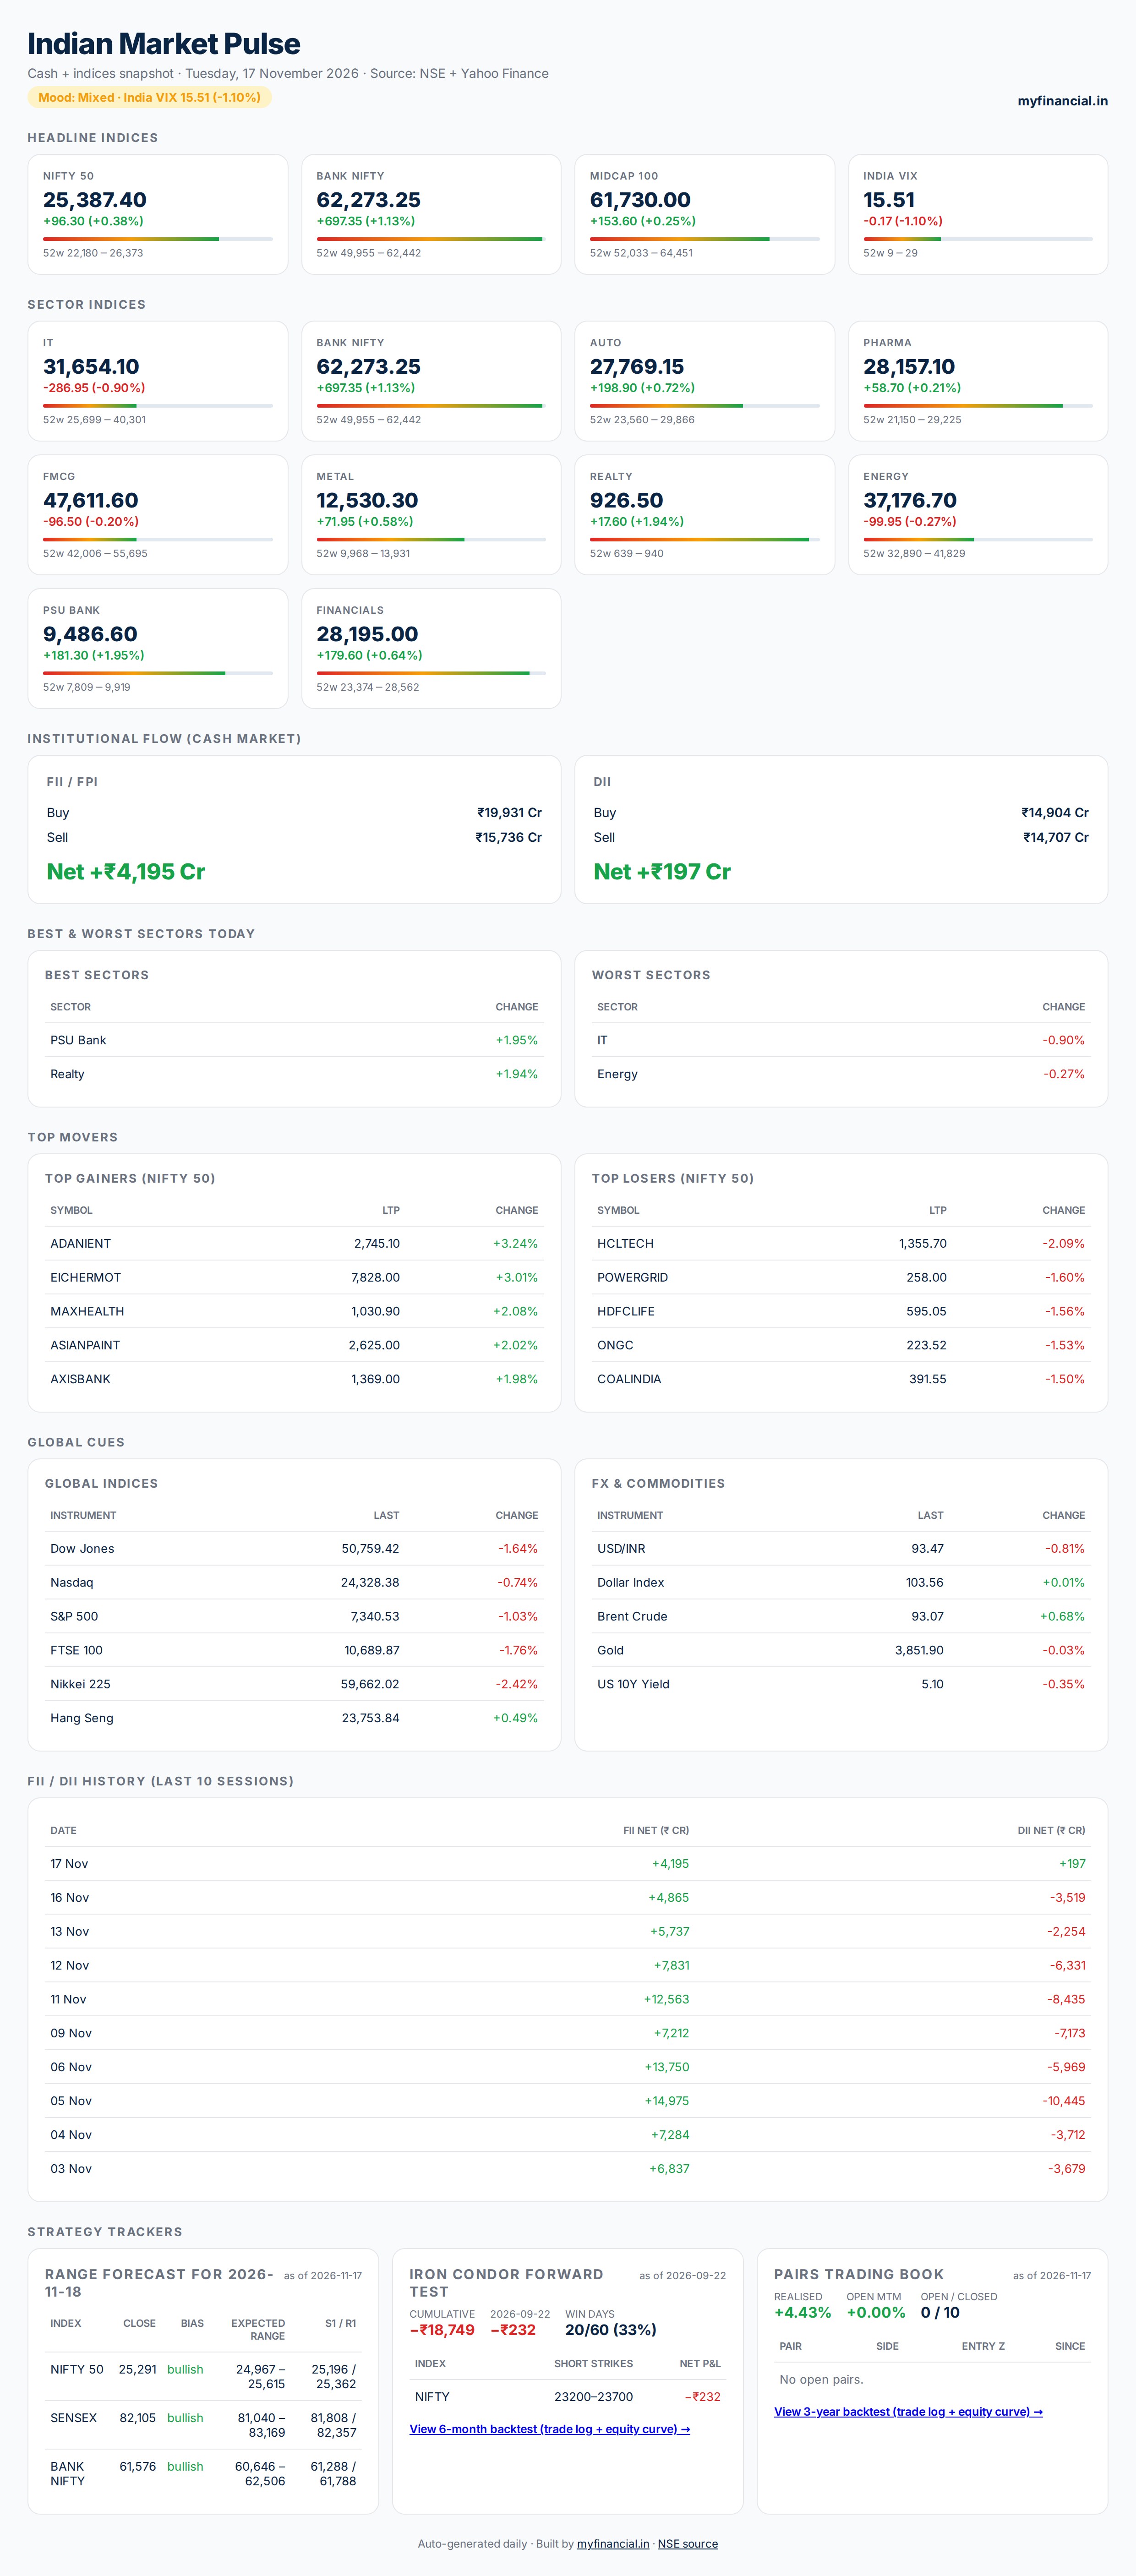 Indian Market Pulse
Cash + indices snapshot · Tuesday, 17 November 2026 · Source: NSE + Yahoo Finance
Mood: Mixed · India VIX 15.51 (-1.10%)
myfinancial.in
HEADLINE INDICES
NIFTY 50
25,387.40
+96.30 (+0.38%)
52w 22,180 – 26,373
BANK NIFTY
62,273.25
+697.35 (+1.13%)
52w 49,955 – 62,442
MIDCAP 100
61,730.00
+153.60 (+0.25%)
52w 52,033 – 64,451
INDIA VIX
15.51
-0.17 (-1.10%)
52w 9 – 29
SECTOR INDICES
IT
31,654.10
-286.95 (-0.90%)
52w 25,699 – 40,301
BANK NIFTY
62,273.25
+697.35 (+1.13%)
52w 49,955 – 62,442
AUTO
27,769.15
+198.90 (+0.72%)
52w 23,560 – 29,866
PHARMA
28,157.10
+58.70 (+0.21%)
52w 21,150 – 29,225
FMCG
47,611.60
-96.50 (-0.20%)
52w 42,006 – 55,695
METAL
12,530.30
+71.95 (+0.58%)
52w 9,968 – 13,931
REALTY
926.50
+17.60 (+1.94%)
52w 639 – 940
ENERGY
37,176.70
-99.95 (-0.27%)
52w 32,890 – 41,829
PSU BANK
9,486.60
+181.30 (+1.95%)
52w 7,809 – 9,919
FINANCIALS
28,195.00
+179.60 (+0.64%)
52w 23,374 – 28,562
INSTITUTIONAL FLOW (CASH MARKET)
FII / FPI
Buy ₹19,931 Cr
Sell ₹15,736 Cr
Net +₹4,195 Cr
DII
Buy ₹14,904 Cr
Sell ₹14,707 Cr
Net +₹197 Cr
BEST & WORST SECTORS TODAY
BEST SECTORS
SECTOR CHANGE
PSU Bank +1.95%
Realty +1.94%
WORST SECTORS
SECTOR CHANGE
IT -0.90%
Energy -0.27%
TOP MOVERS
TOP GAINERS (NIFTY 50)
SYMBOL LTP CHANGE
ADANIENT 2,745.10 +3.24%
EICHERMOT 7,828.00 +3.01%
MAXHEALTH 1,030.90 +2.08%
ASIANPAINT 2,625.00 +2.02%
AXISBANK 1,369.00 +1.98%
TOP LOSERS (NIFTY 50)
SYMBOL LTP CHANGE
HCLTECH 1,355.70 -2.09%
POWERGRID 258.00 -1.60%
HDFCLIFE 595.05 -1.56%
ONGC 223.52 -1.53%
COALINDIA 391.55 -1.50%
GLOBAL CUES
GLOBAL INDICES
INSTRUMENT LAST CHANGE
Dow Jones 50,759.42 -1.64%
Nasdaq 24,328.38 -0.74%
S&P 500 7,340.53 -1.03%
FTSE 100 10,689.87 -1.76%
Nikkei 225 59,662.02 -2.42%
Hang Seng 23,753.84 +0.49%
FX & COMMODITIES
INSTRUMENT LAST CHANGE
USD/INR 93.47 -0.81%
Dollar Index 103.56 +0.01%
Brent Crude 93.07 +0.68%
Gold 3,851.90 -0.03%
US 10Y Yield 5.10 -0.35%
FII / DII HISTORY (LAST 10 SESSIONS)
DATE FII NET (₹ CR) DII NET (₹ CR)
17 Nov +4,195 +197
16 Nov +4,865 -3,519
13 Nov +5,737 -2,254
12 Nov +7,831 -6,331
11 Nov +12,563 -8,435
09 Nov +7,212 -7,173
06 Nov +13,750 -5,969
05 Nov +14,975 -10,445
04 Nov +7,284 -3,712
03 Nov +6,837 -3,679
STRATEGY TRACKERS
RANGE FORECAST FOR 2026- as of 2026-11-17
11-18
INDEX CLOSE BIAS EXPECTED S1 / R1
RANGE
NIFTY 50 25,291 bullish 24,967 – 25,196 /
25,615 25,362
SENSEX 82,105 bullish 81,040 – 81,808 /
83,169 82,357
BANK 61,576 bullish 60,646 – 61,288 /
NIFTY 62,506 61,788
IRON CONDOR FORWARD as of 2026-09-22
TEST
CUMULATIVE 2026-09-22 WIN DAYS
−₹18,749 −₹232 20/60 (33%)
INDEX SHORT STRIKES NET P&L
NIFTY 23200–23700 −₹232
View 6-month backtest (trade log + equity curve) →
PAIRS TRADING BOOK as of 2026-11-17
REALISED OPEN MTM OPEN / CLOSED
+4.43% +0.00% 0 / 10
PAIR SIDE ENTRY Z SINCE
No open pairs.
View 3-year backtest (trade log + equity curve) →
Auto-generated daily · Built by myfinancial.in · NSE source